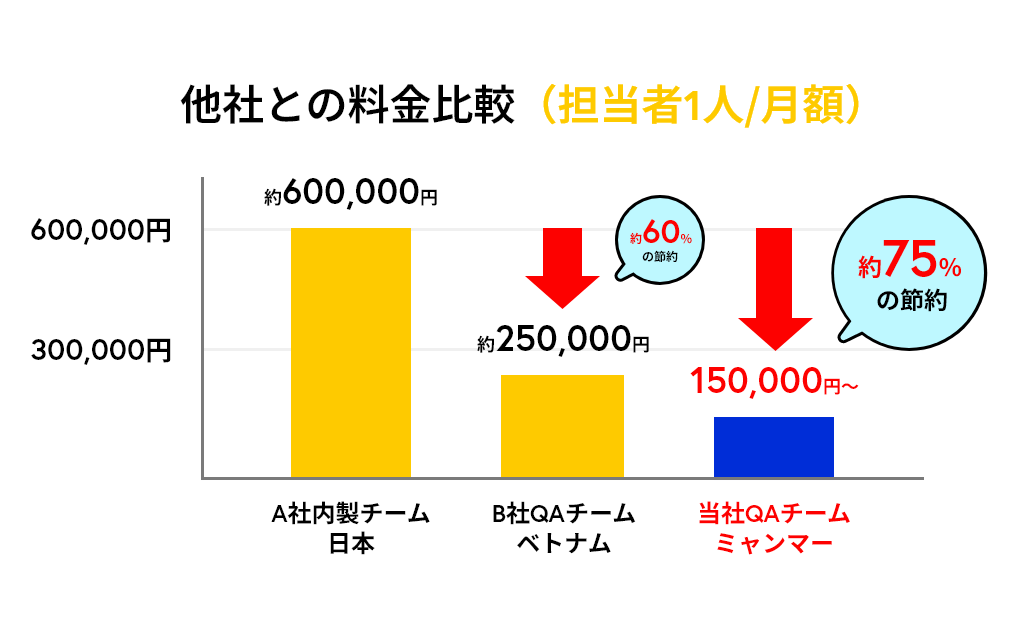 他社との料金比較（担当者1人/月額）
約600,000円
600,000円
約60%
の節約
約75%
の節約
約250,000円
300,000円
150,000円～
A社内製チーム
日本
B社QAチーム
ベトナム
当社QAチーム
ミャンマー